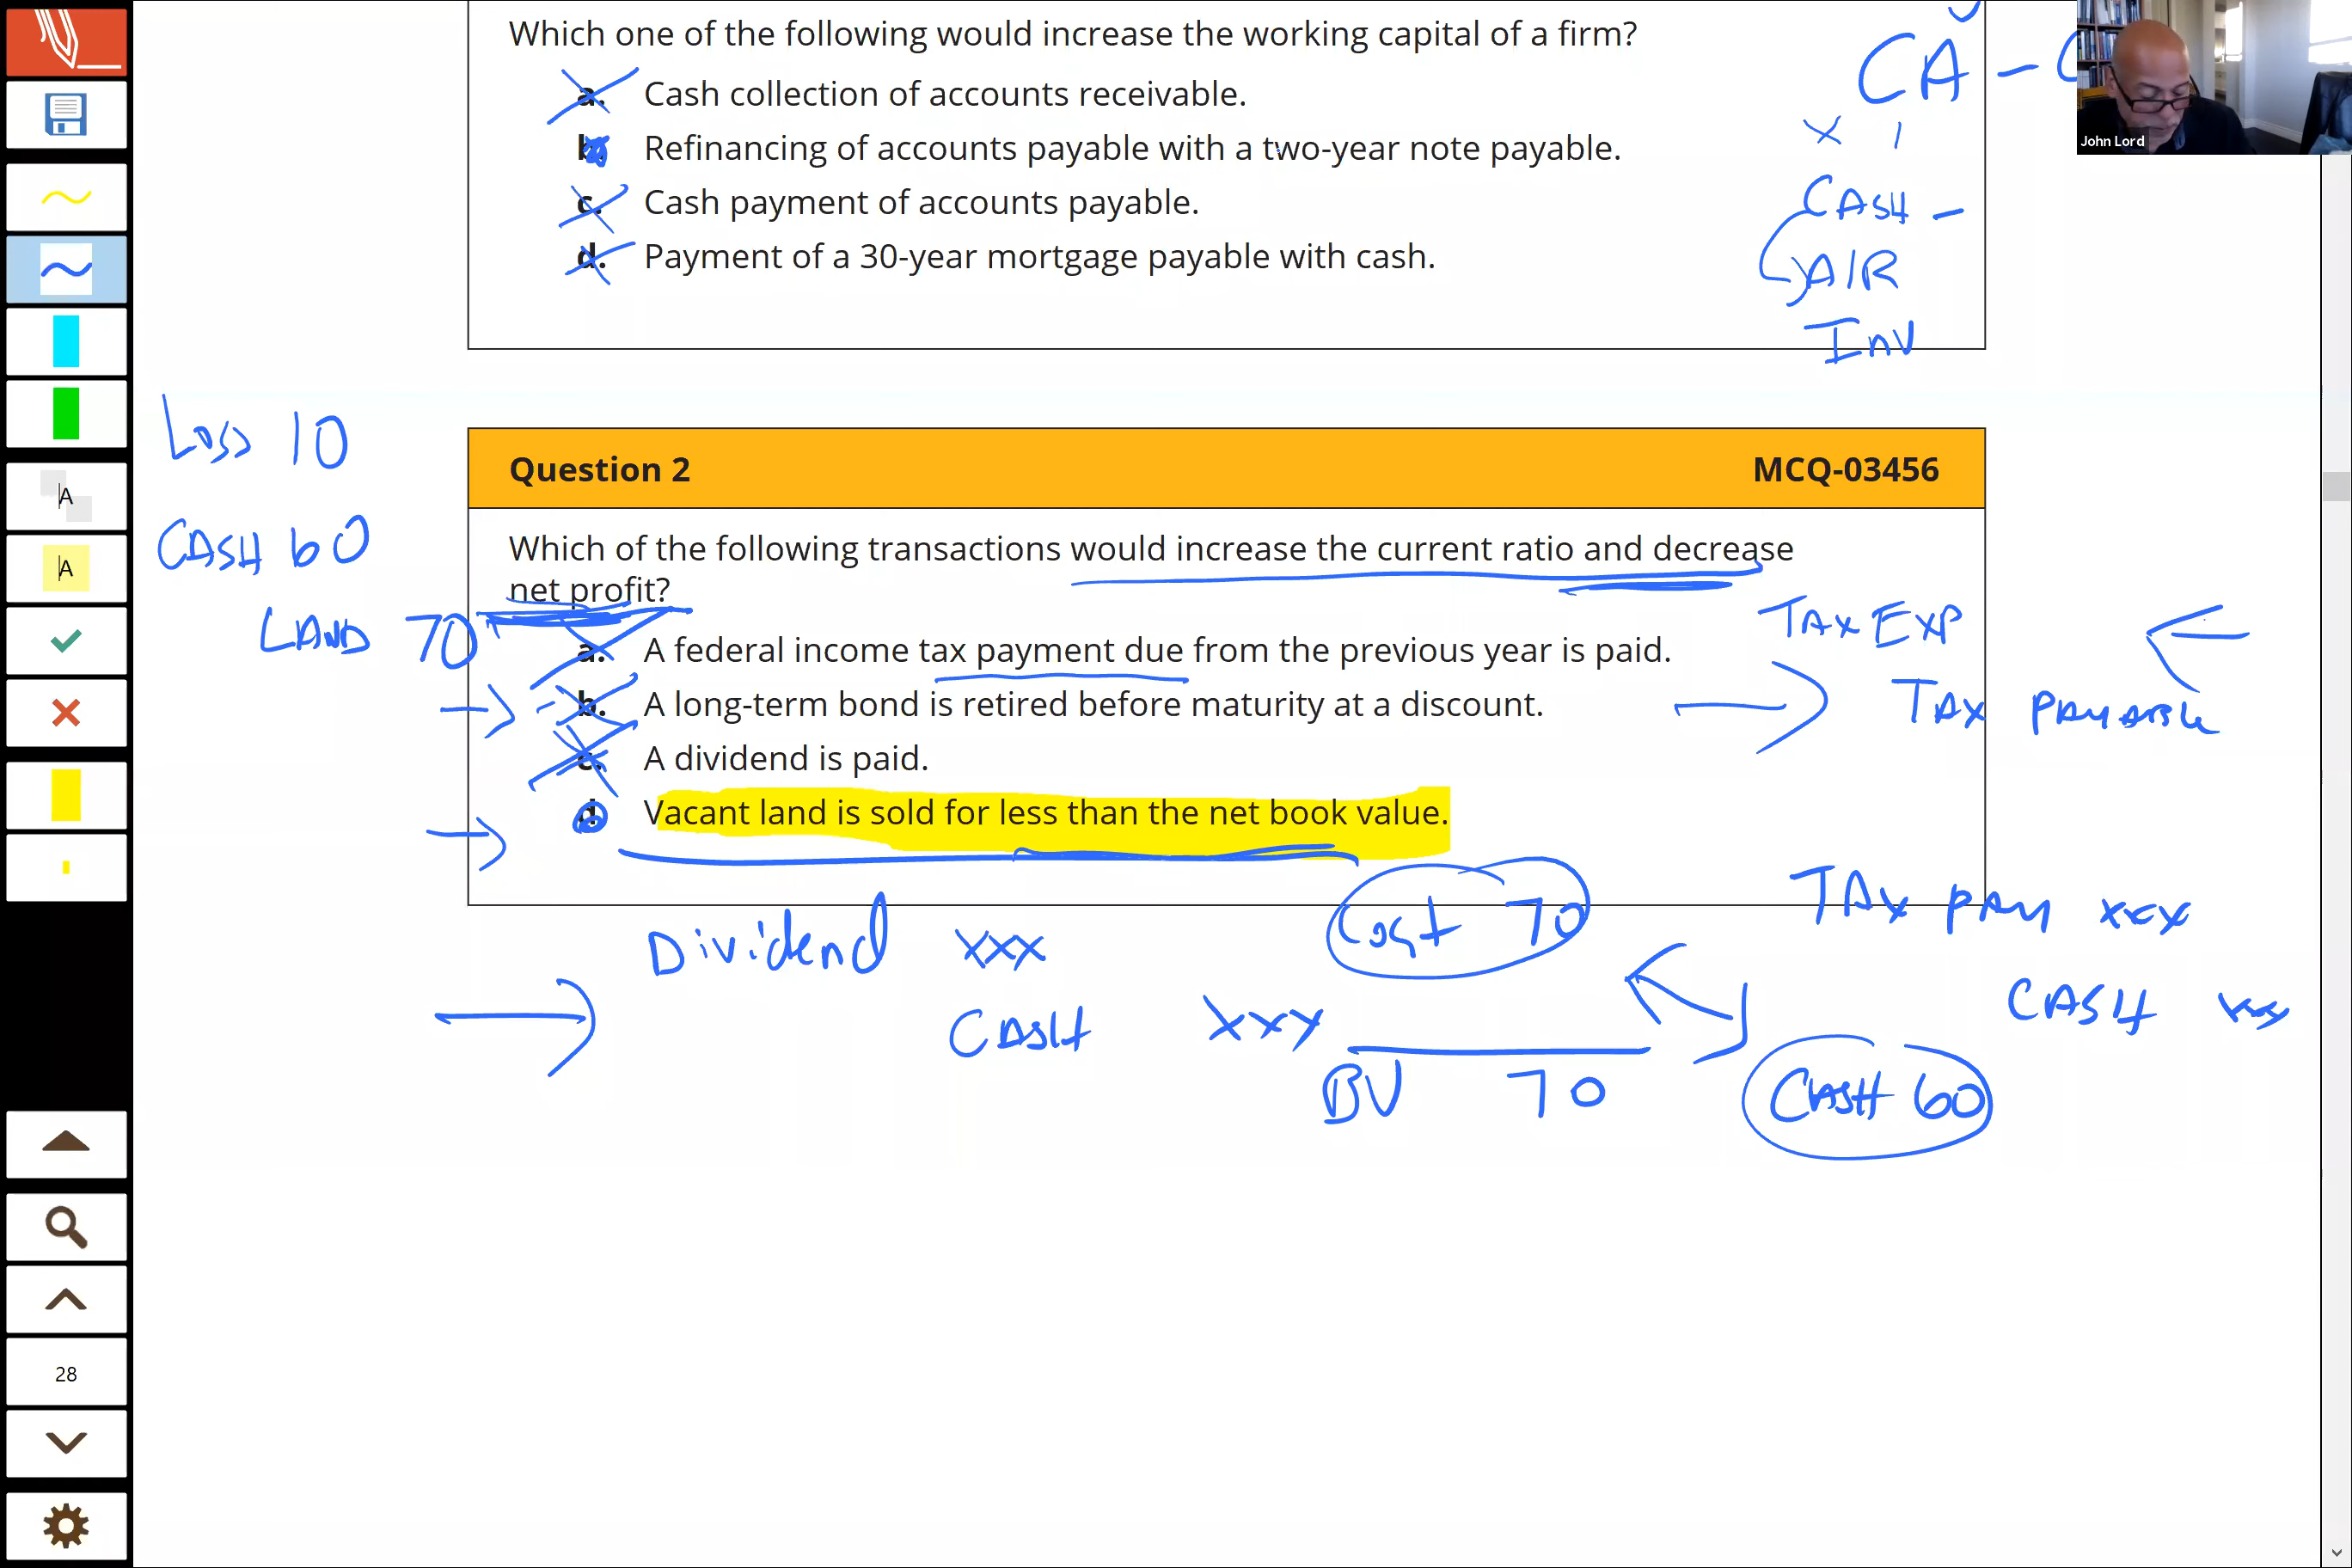 Which one of the following would increase the working capital of a firm?
a. Cash collection of accounts receivable.
b. Refinancing of accounts payable with a two-year note payable.
c. Cash payment of accounts payable.
d. Payment of a 30-year mortgage payable with cash.
CA -
John Lord
CASH -
A/R
Inv
Loss 10
CASH 60
LAND 70
Question 2 MCQ-03456
Which of the following transactions would increase the current ratio and decrease
net profit?
a. A federal income tax payment due from the previous year is paid.
b. A long-term bond is retired before maturity at a discount.
c. A dividend is paid.
d. Vacant land is sold for less than the net book value.
TAX EXP
TAX PAYABLE
Dividend xxx
CASH xxx
Cost 70
BV 70
CASH 60
TAX PAY xxx
CASH xxx
A
A
28